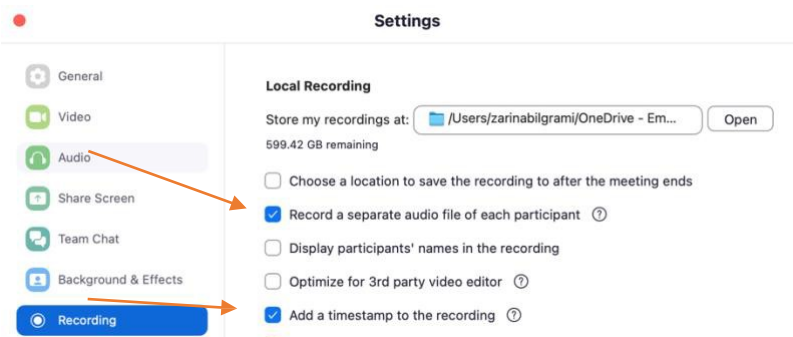 Settings
General
Video
Audio
Share Screen
Team Chat
Background & Effects
Recording
Local Recording
Store my recordings at: /Users/zarinabilgrami/OneDrive - Em... Open
599.42 GB remaining
Choose a location to save the recording to after the meeting ends
Record a separate audio file of each participant ?
Display participants' names in the recording
Optimize for 3rd party video editor ?
Add a timestamp to the recording ?